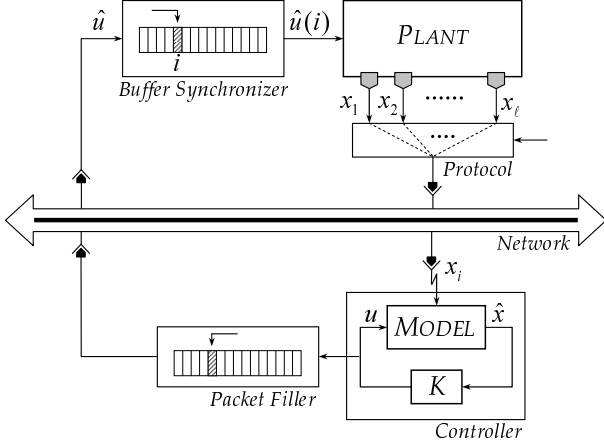 û
û(i)
i
Buffer Synchronizer
PLANT
x₁ x₂ ...... xℓ
....
Protocol
Network
xᵢ
u
MODEL
x̂
K
Packet Filler
Controller